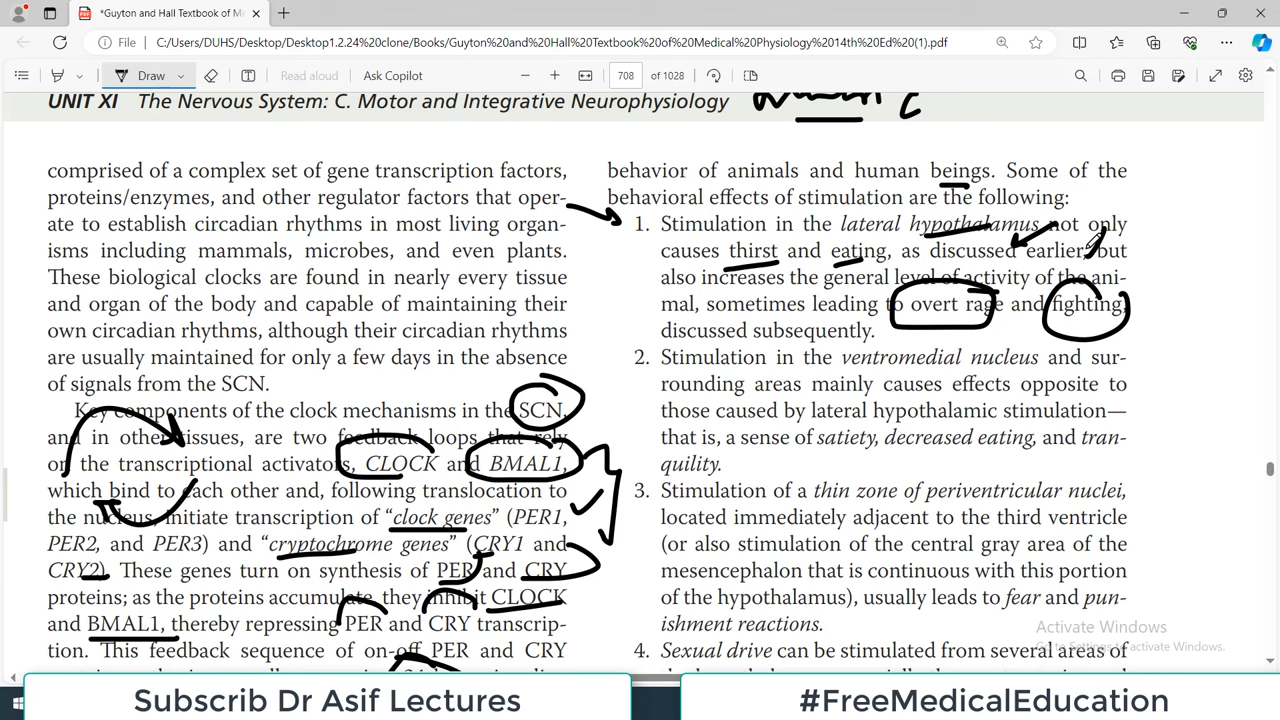 *Guyton and Hall Textbook of Me
File
C:/Users/DUHS/Desktop/Desktop1.2.24%20clone/Books/Guyton%20and%20Hall%20Textbook%20of%20Medical%20Physiology%2014th%20Ed%20(1).pdf
Draw
Read aloud
Ask Copilot
708
of 1028
UNIT XI The Nervous System: C. Motor and Integrative Neurophysiology
comprised of a complex set of gene transcription factors,
proteins/enzymes, and other regulator factors that oper-
ate to establish circadian rhythms in most living organ-
isms including mammals, microbes, and even plants.
These biological clocks are found in nearly every tissue
and organ of the body and capable of maintaining their
own circadian rhythms, although their circadian rhythms
are usually maintained for only a few days in the absence
of signals from the SCN.
Key components of the clock mechanisms in the SCN,
and in other tissues, are two feedback loops that rely
on the transcriptional activators, CLOCK and BMAL1,
which bind to each other and, following translocation to
the nucleus, initiate transcription of “clock genes” (PER1,
PER2, and PER3) and “cryptochrome genes” (CRY1 and
CRY2). These genes turn on synthesis of PER and CRY
proteins; as the proteins accumulate, they inhibit CLOCK
and BMAL1, thereby repressing PER and CRY transcrip-
tion. This feedback sequence of on-off PER and CRY
behavior of animals and human beings. Some of the
behavioral effects of stimulation are the following:
1. Stimulation in the lateral hypothalamus not only
causes thirst and eating, as discussed earlier, but
also increases the general level of activity of the ani-
mal, sometimes leading to overt rage and fighting,
discussed subsequently.
2. Stimulation in the ventromedial nucleus and sur-
rounding areas mainly causes effects opposite to
those caused by lateral hypothalamic stimulation—
that is, a sense of satiety, decreased eating, and tran-
quility.
3. Stimulation of a thin zone of periventricular nuclei,
located immediately adjacent to the third ventricle
(or also stimulation of the central gray area of the
mesencephalon that is continuous with this portion
of the hypothalamus), usually leads to fear and pun-
ishment reactions.
4. Sexual drive can be stimulated from several areas of
Activate Windows
Go to Settings to activate Windows.
Subscrib Dr Asif Lectures
#FreeMedicalEducation